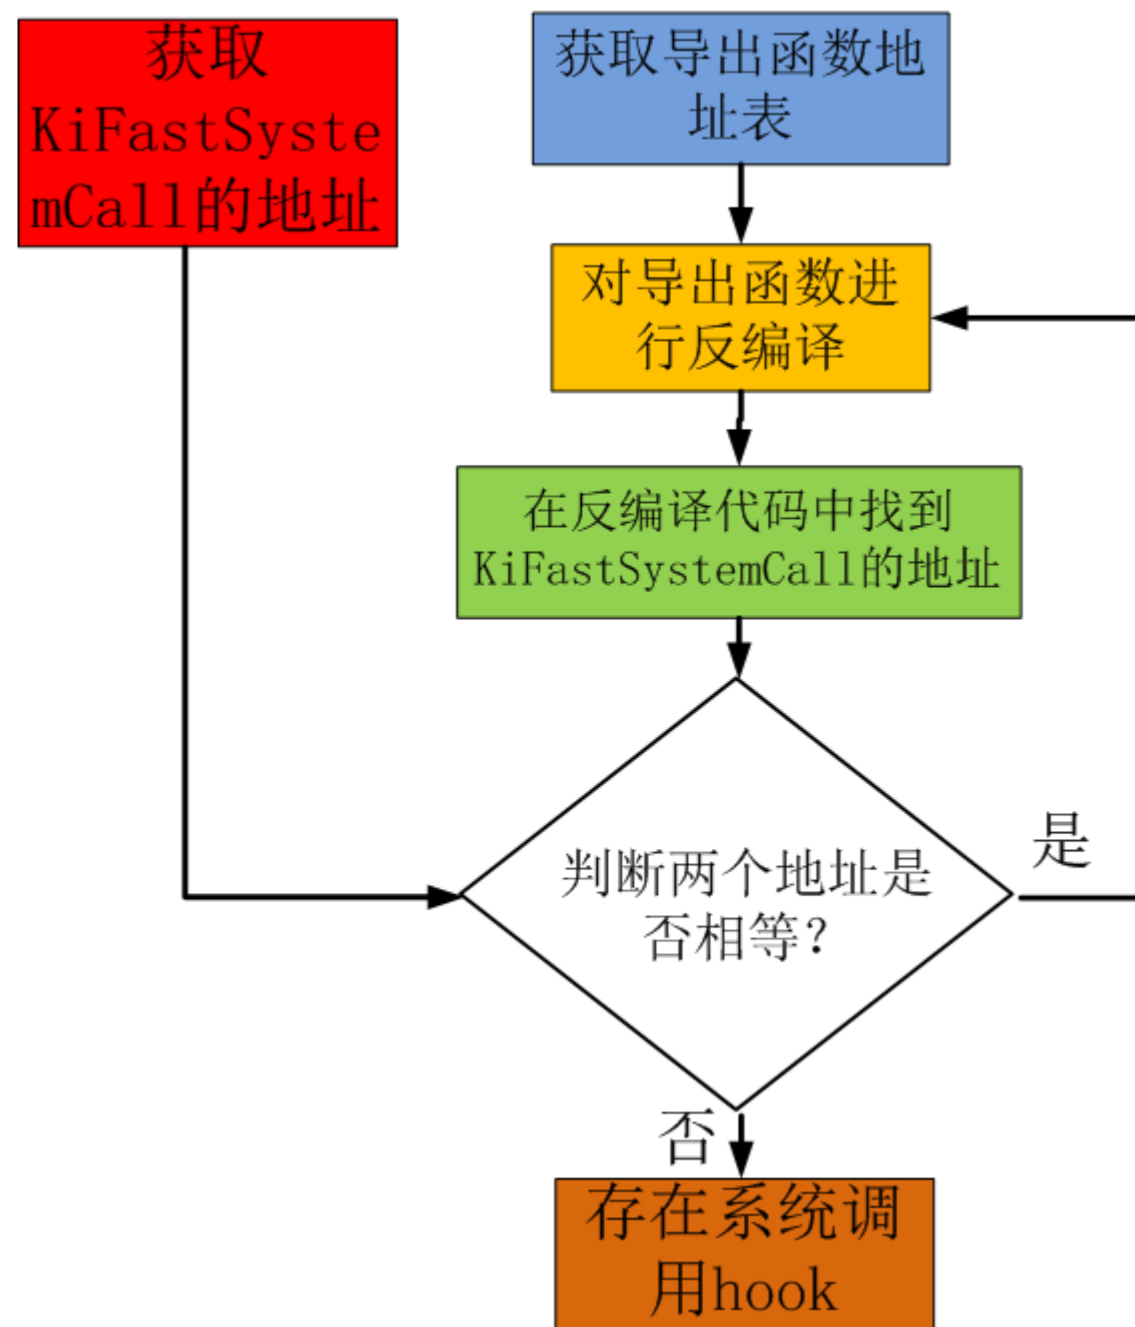 获取
KiFastSyste
mCall的地址
获取导出函数地
址表
对导出函数进
行反编译
在反编译代码中找到
KiFastSystemCall的地址
判断两个地址是
否相等?
是
否
存在系统调
用hook